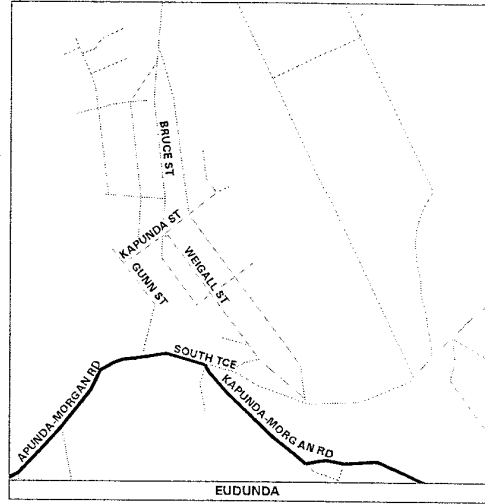 BRUCE ST
KAPUNDA ST
GUNN ST
WEIGALL ST
SOUTH TCE
APUNDA-MORGAN RD
KAPUNDA-MORGAN RD
EUDUNDA